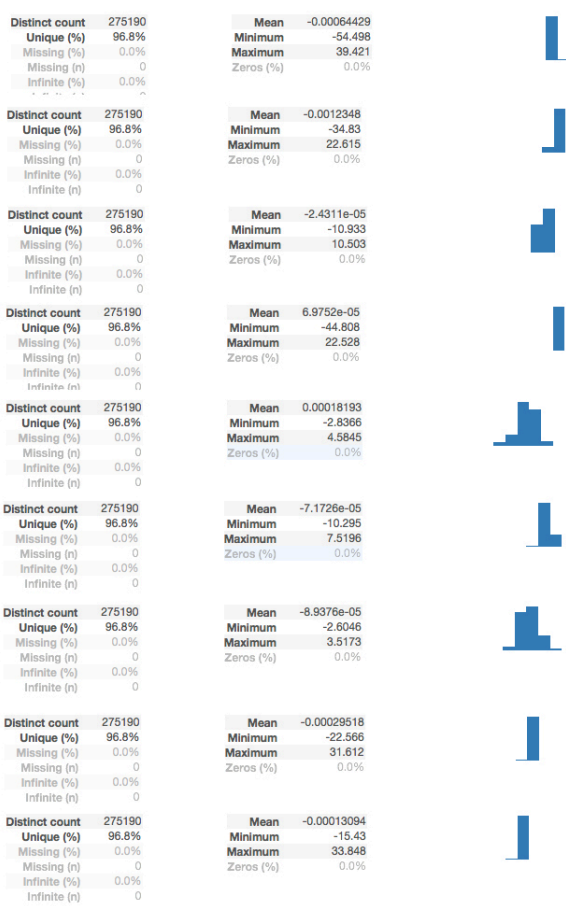 Distinct count 275190 Mean -0.00064429
Unique (%) 96.8% Minimum -54.498
Missing (%) 0.0% Maximum 39.421
Missing (n) 0 Zeros (%) 0.0%
Infinite (%) 0.0%
Distinct count 275190 Mean -0.0012348
Unique (%) 96.8% Minimum -34.83
Missing (%) 0.0% Maximum 22.615
Missing (n) 0 Zeros (%) 0.0%
Infinite (%) 0.0%
Infinite (n) 0
Distinct count 275190 Mean -2.4311e-05
Unique (%) 96.8% Minimum -10.933
Missing (%) 0.0% Maximum 10.503
Missing (n) 0 Zeros (%) 0.0%
Infinite (%) 0.0%
Infinite (n) 0
Distinct count 275190 Mean 6.9752e-05
Unique (%) 96.8% Minimum -44.808
Missing (%) 0.0% Maximum 22.528
Missing (n) 0 Zeros (%) 0.0%
Infinite (%) 0.0%
Infinite (n) 0
Distinct count 275190 Mean 0.00018193
Unique (%) 96.8% Minimum -2.8366
Missing (%) 0.0% Maximum 4.5845
Missing (n) 0 Zeros (%) 0.0%
Infinite (%) 0.0%
Infinite (n) 0
Distinct count 275190 Mean -7.1726e-05
Unique (%) 96.8% Minimum -10.295
Missing (%) 0.0% Maximum 7.5196
Missing (n) 0 Zeros (%) 0.0%
Infinite (%) 0.0%
Infinite (n) 0
Distinct count 275190 Mean -8.9376e-05
Unique (%) 96.8% Minimum -2.6046
Missing (%) 0.0% Maximum 3.5173
Missing (n) 0 Zeros (%) 0.0%
Infinite (%) 0.0%
Infinite (n) 0
Distinct count 275190 Mean -0.00029518
Unique (%) 96.8% Minimum -22.566
Missing (%) 0.0% Maximum 31.612
Missing (n) 0 Zeros (%) 0.0%
Infinite (%) 0.0%
Infinite (n) 0
Distinct count 275190 Mean -0.00013094
Unique (%) 96.8% Minimum -15.43
Missing (%) 0.0% Maximum 33.848
Missing (n) 0 Zeros (%) 0.0%
Infinite (%) 0.0%
Infinite (n) 0